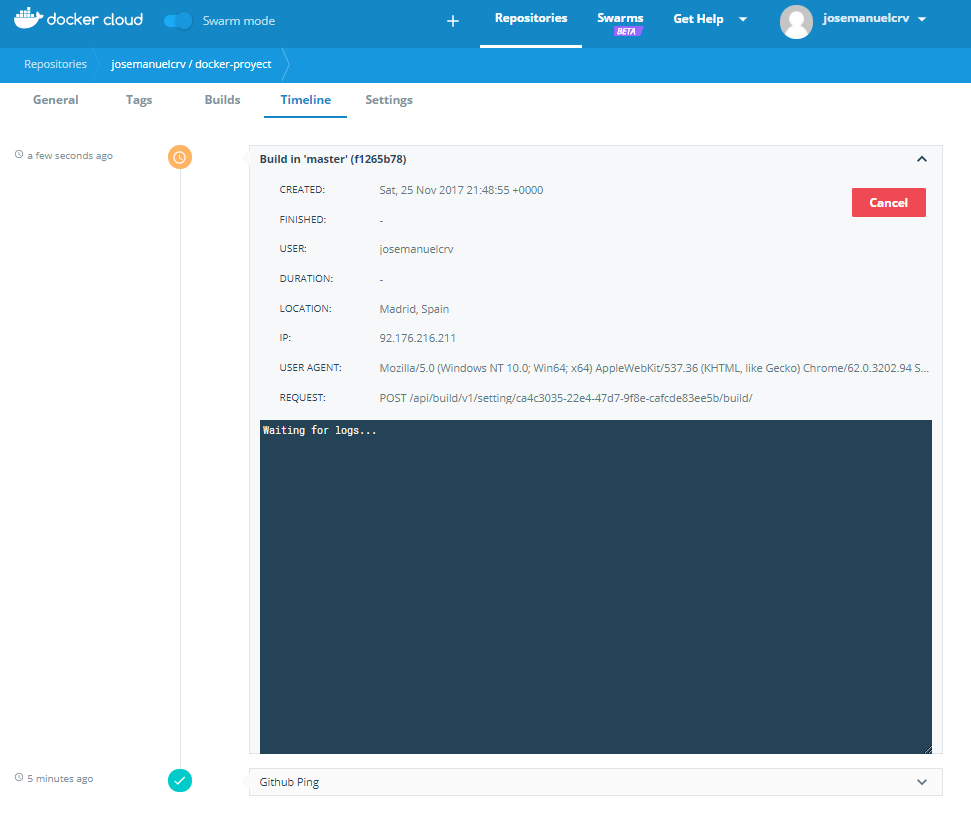 docker cloud Swarm mode + Repositories Swarms Get Help josemanuelcrv
BETA
Repositories josemanuelcrv / docker-proyect
General Tags Builds Timeline Settings
a few seconds ago
Build in 'master' (f1265b78)
CREATED: Sat, 25 Nov 2017 21:48:55 +0000
Cancel
FINISHED: -
USER: josemanuelcrv
DURATION: -
LOCATION: Madrid, Spain
IP: 92.176.216.211
USER AGENT: Mozilla/5.0 (Windows NT 10.0; Win64; x64) AppleWebKit/537.36 (KHTML, like Gecko) Chrome/62.0.3202.94 S...
REQUEST: POST /api/build/v1/setting/ca4c3035-22e4-47d7-9f8e-cafcde83ee5b/build/
Waiting for logs...
5 minutes ago
Github Ping